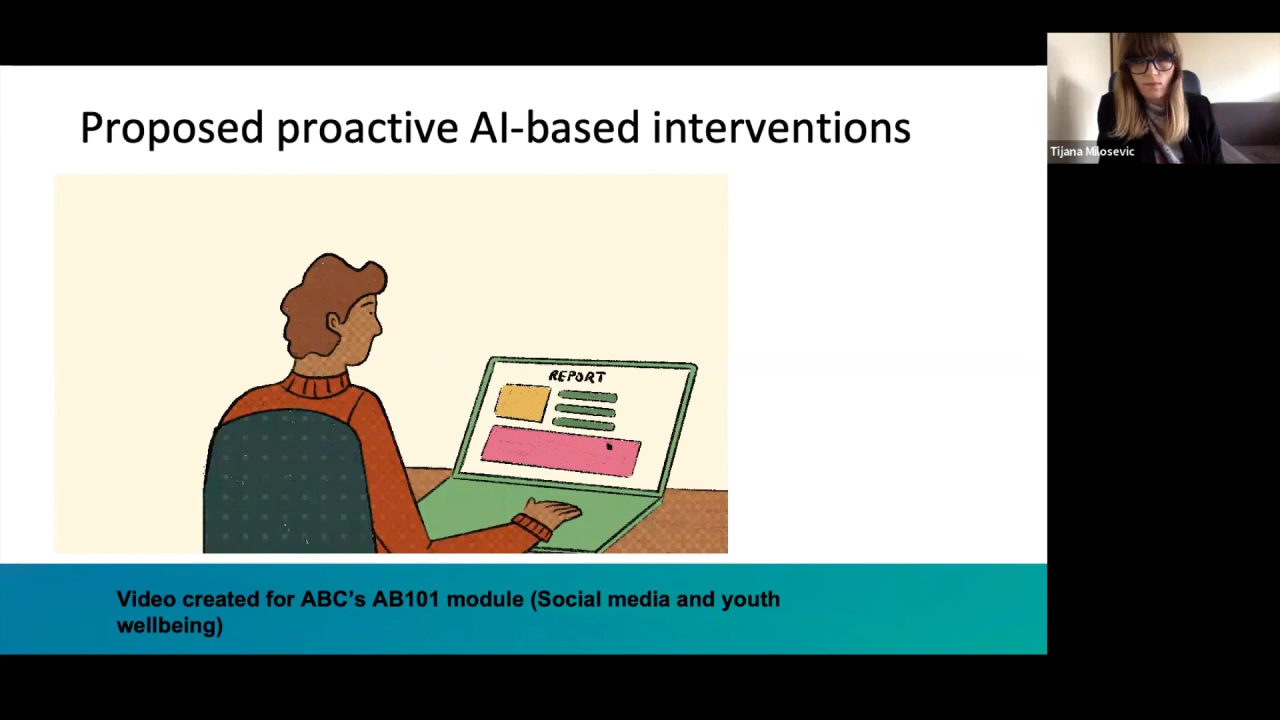 Proposed proactive AI-based interventions
Tijana Milosevic
REPORT
Video created for ABC's AB101 module (Social media and youth
wellbeing)